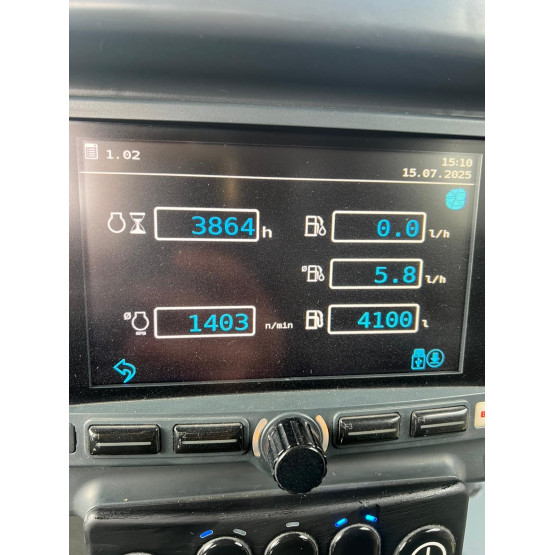 1.02
15:10
15.07.2025
3864 h
0.0 l/h
ø 5.8 l/h
ø 1403 n/min
4100 l